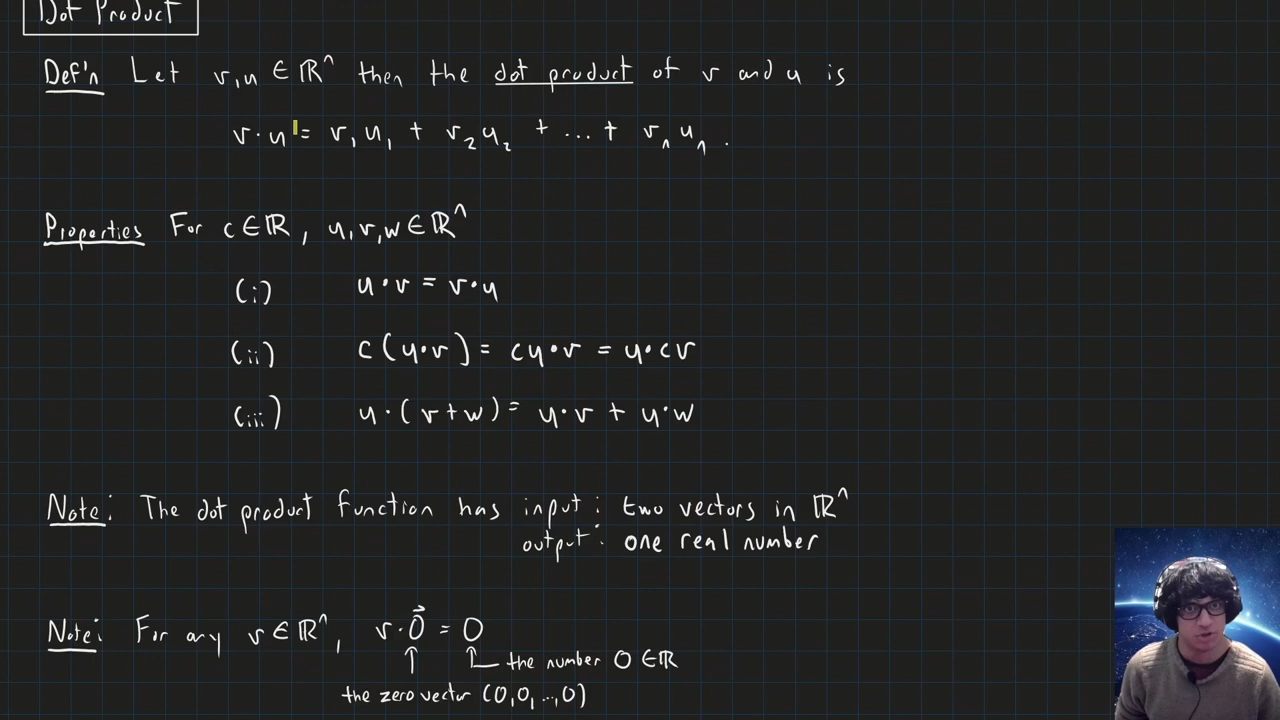 Dot Product
Def'n Let v,u ∈ ℝⁿ then the dot product of v and u is
v·u = v₁u₁ + v₂u₂ + ... + vₙuₙ.
Properties For c∈ℝ, u,v,w∈ℝⁿ
(i) u·v = v·u
(ii) c(u·v) = cu·v = u·cv
(iii) u·(v+w) = u·v + u·w
Note: The dot product function has input: two vectors in ℝⁿ
output: one real number
Note: For any v∈ℝⁿ, v·0⃗ = 0
the number 0 ∈ℝ
the zero vector (0,0,...,0)